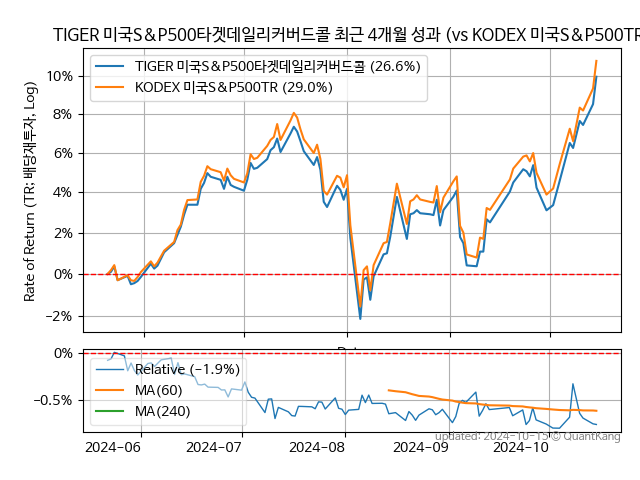 TIGER 미국S&P500타겟데일리커버드콜 최근 4개월 성과 (vs KODEX 미국S&P500TR
TIGER 미국S&P500타겟데일리커버드콜 (26.6%)
KODEX 미국S&P500TR (29.0%)
Rate of Return (TR: 배당재투자, Log)
10%
8%
6%
4%
2%
0%
−2%
0%
−0.5%
Relative (−1.9%)
MA(60)
MA(240)
updated: 2024-10-15 © QuantKang
2024−06
2024−07
2024−08
2024−09
2024−10